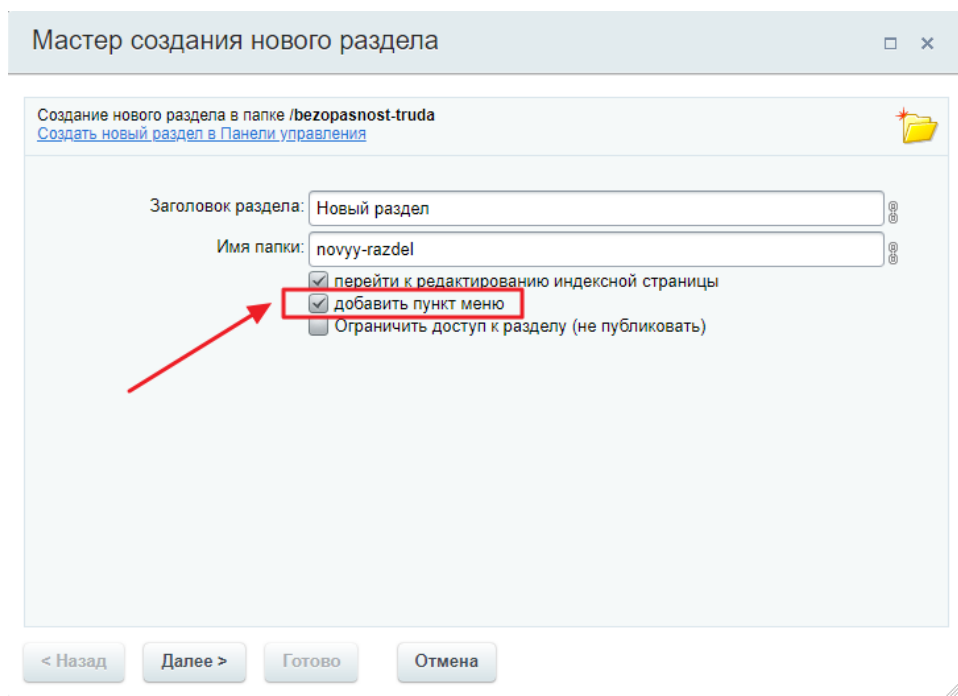 Мастер создания нового раздела
Создание нового раздела в папке /bezopasnost-truda
Создать новый раздел в Панели управления
Заголовок раздела: Новый раздел
Имя папки: novyy-razdel
перейти к редактированию индексной страницы
добавить пункт меню
Ограничить доступ к разделу (не публиковать)
< Назад Далее > Готово Отмена